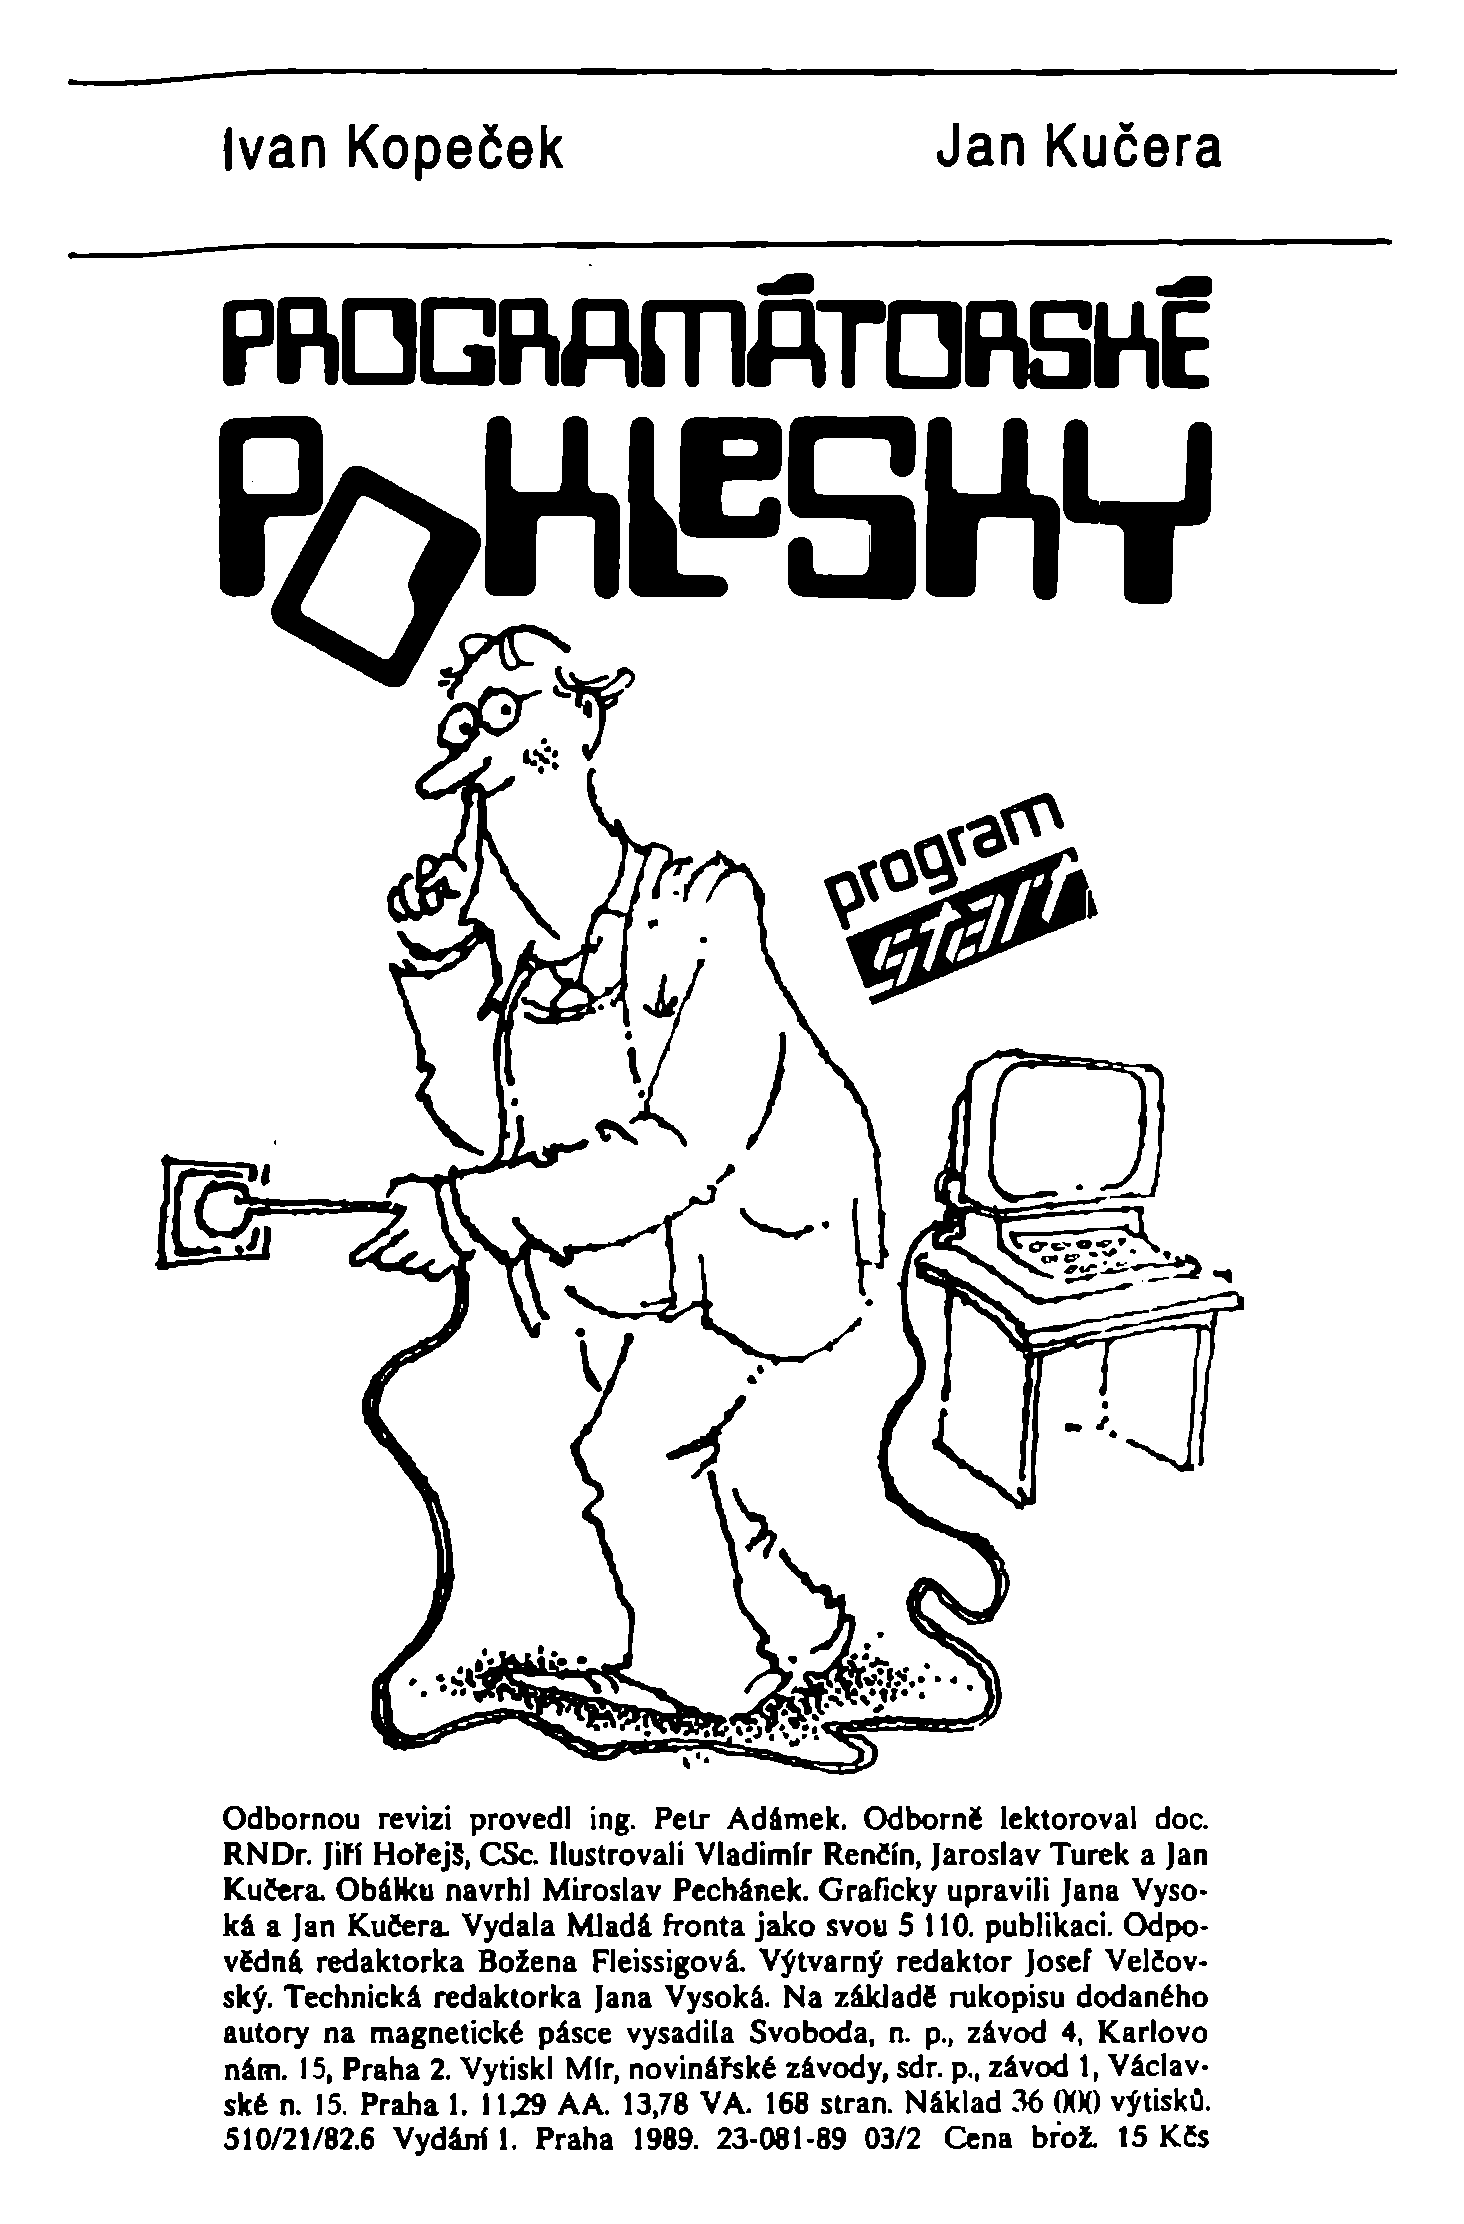 Ivan Kopeček Jan Kučera
PROGRAMÁTORSKÉ
POKLeSKY
program
start
Odbornou revizi provedl ing. Petr Adámek. Odborně lektoroval doc.
RNDr. Jiří Hořejš, CSc. Ilustrovali Vladimír Renčín, Jaroslav Turek a Jan
Kučera. Obálku navrhl Miroslav Pechánek. Graficky upravili Jana Vyso-
ká a Jan Kučera. Vydala Mladá fronta jako svou 5 110. publikaci. Odpo-
vědná redaktorka Božena Fleissigová. Výtvarný redaktor Josef Velčov-
ský. Technická redaktorka Jana Vysoká. Na základě rukopisu dodaného
autory na magnetické pásce vysadila Svoboda, n. p., závod 4, Karlovo
nám. 15, Praha 2. Vytiskl Mír, novinářské závody, sdr. p., závod 1, Václav-
ské n. 15. Praha 1. 11,29 AA. 13,78 VA. 168 stran. Náklad 36 000 výtisků.
510/21/82.6 Vydání 1. Praha 1989. 23-081-89 03/2 Cena brož. 15 Kčs